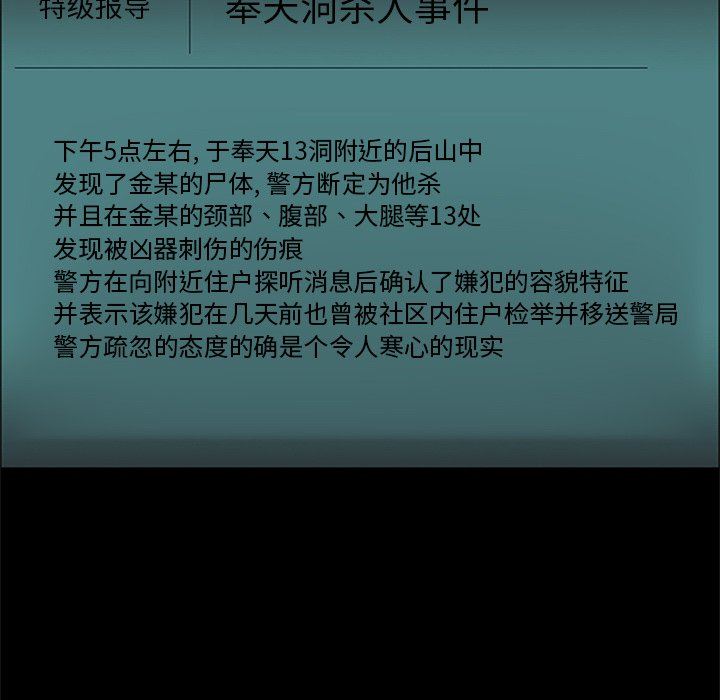 特级报导
奉天洞杀人事件
下午5点左右, 于奉天13洞附近的后山中
发现了金某的尸体, 警方断定为他杀
并且在金某的颈部、腹部、大腿等13处
发现被凶器刺伤的伤痕
警方在向附近住户探听消息后确认了嫌犯的容貌特征
并表示该嫌犯在几天前也曾被社区内住户检举并移送警局
警方疏忽的态度的确是个令人寒心的现实